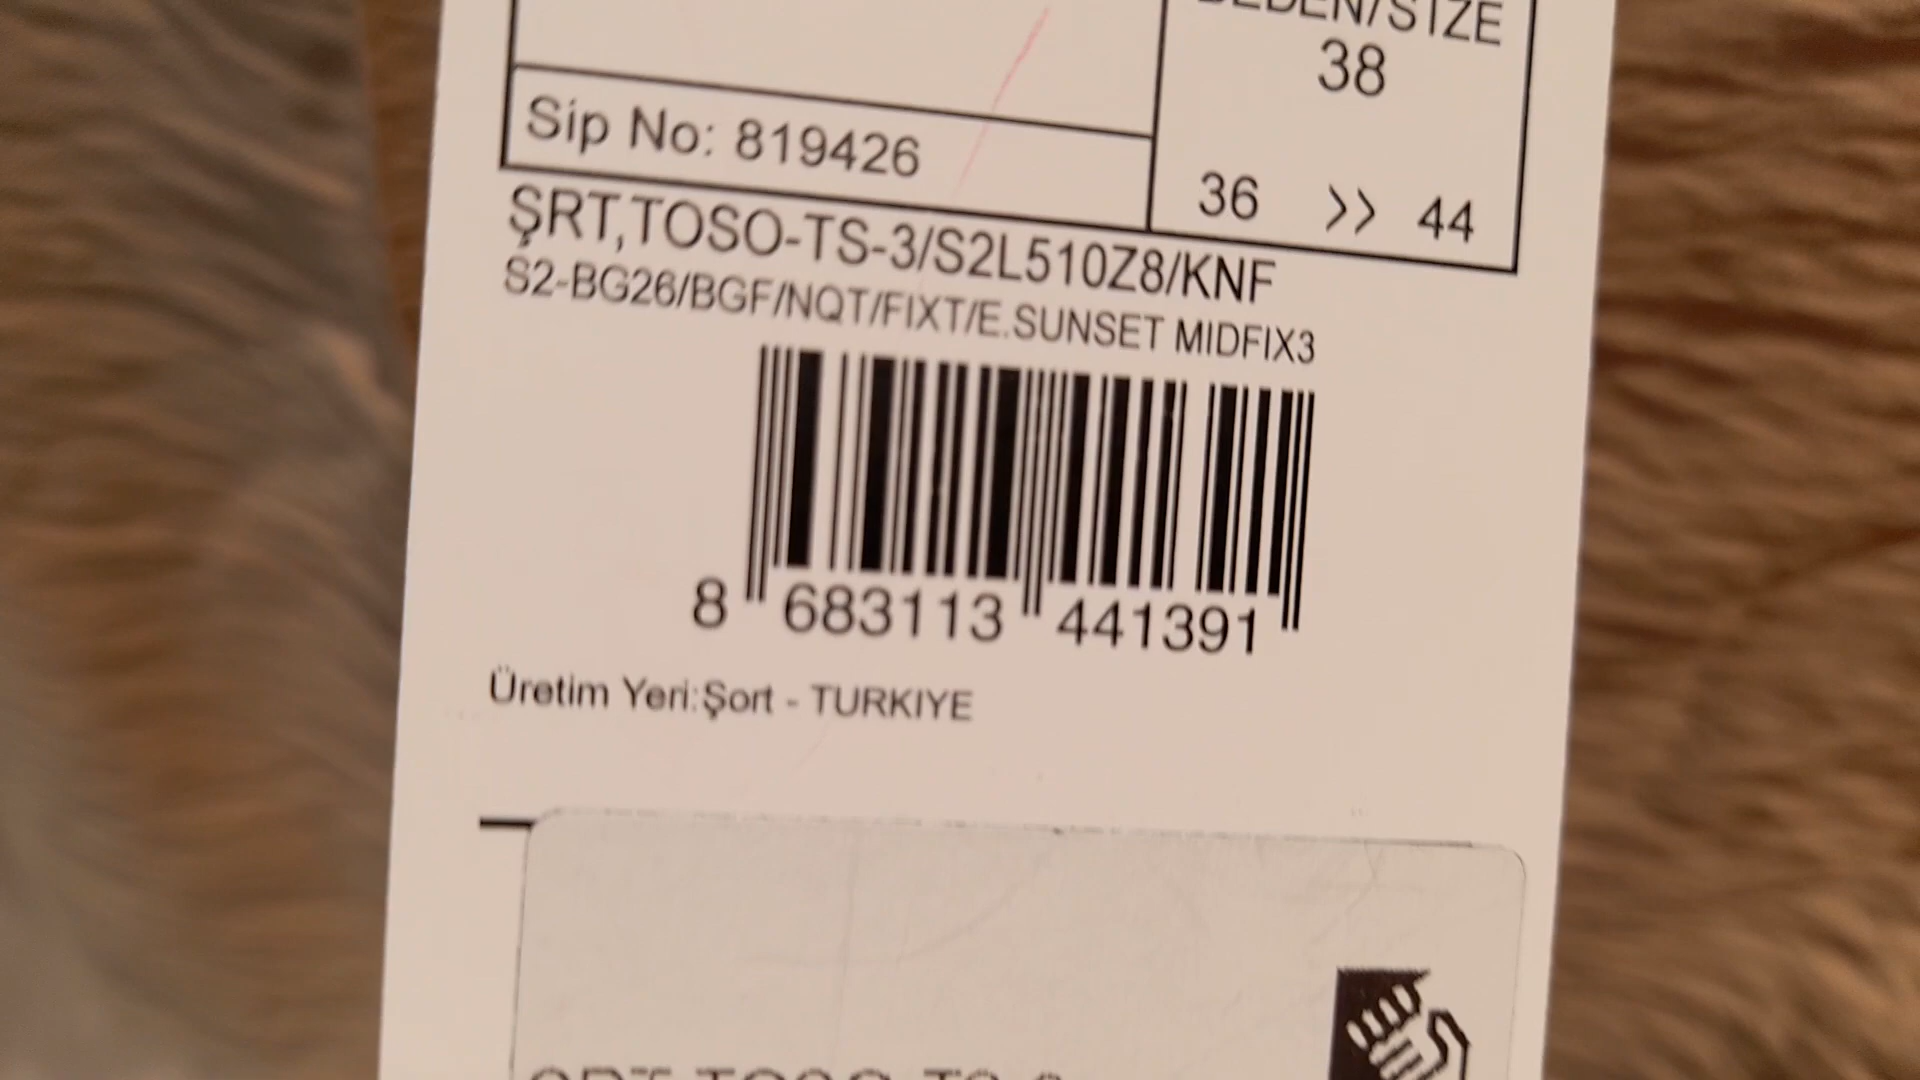 BEDEN/SIZE
38
Sip No: 819426
36 >> 44
ŞRT,TOSO-TS-3/S2L510Z8/KNF
S2-BG26/BGF/NQT/FIXT/E.SUNSET MIDFIX3
8 683113 441391
Üretim Yeri:Şort - TURKIYE